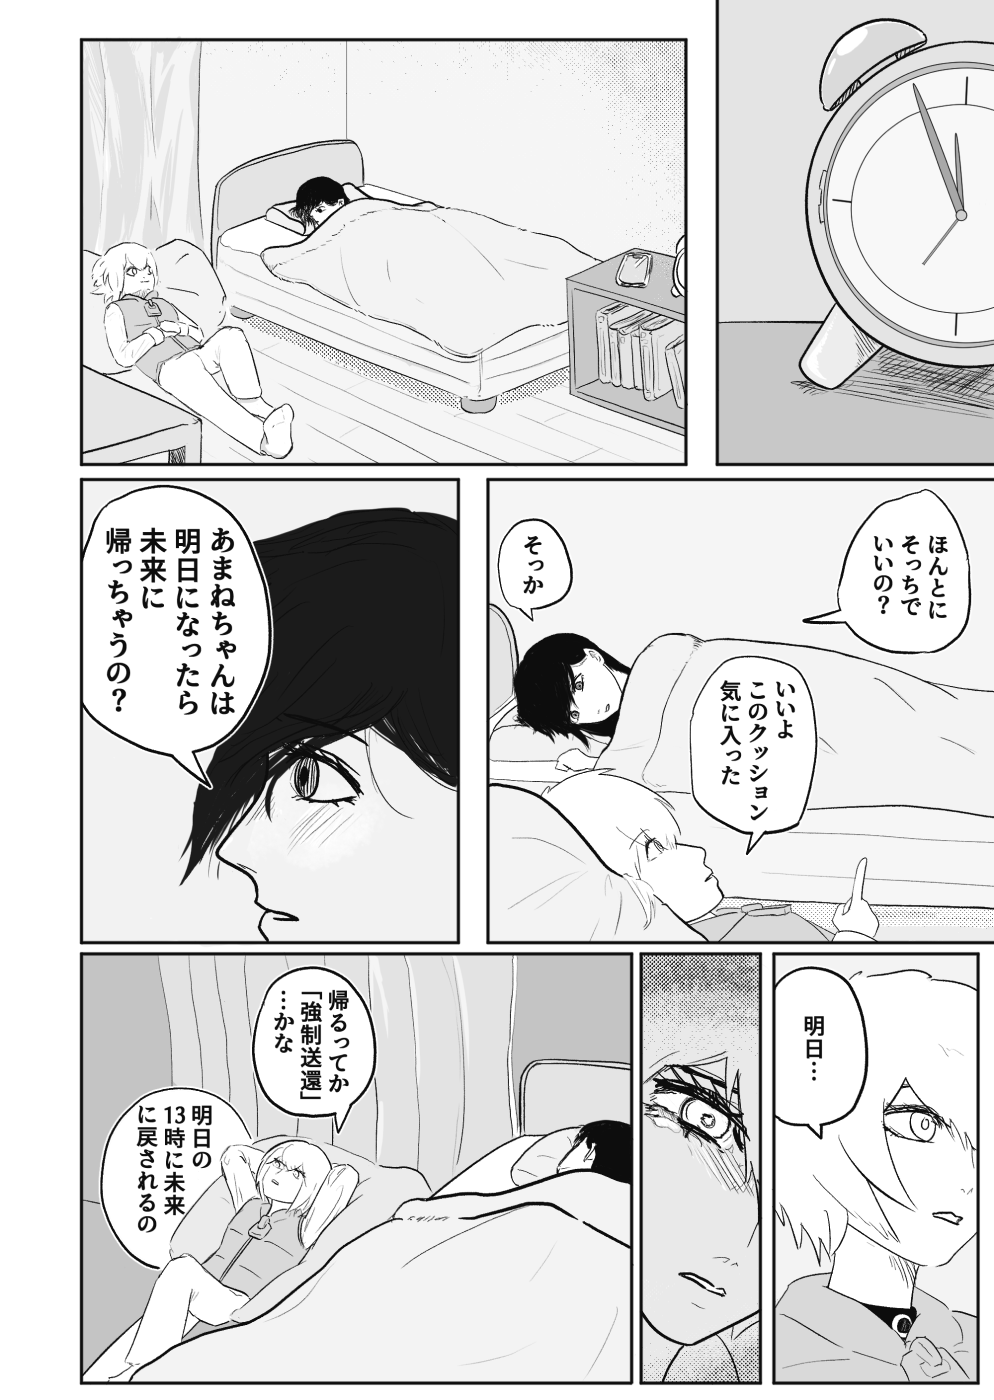 ほんとに
そっちで
いいの？
いいよ
このクッション
気に入った
そっか
あまねちゃんは
明日になったら
未来に
帰っちゃうの？
明日…
帰るってか
「強制送還」
…かな
明日の
13時に未来
に戻されるの